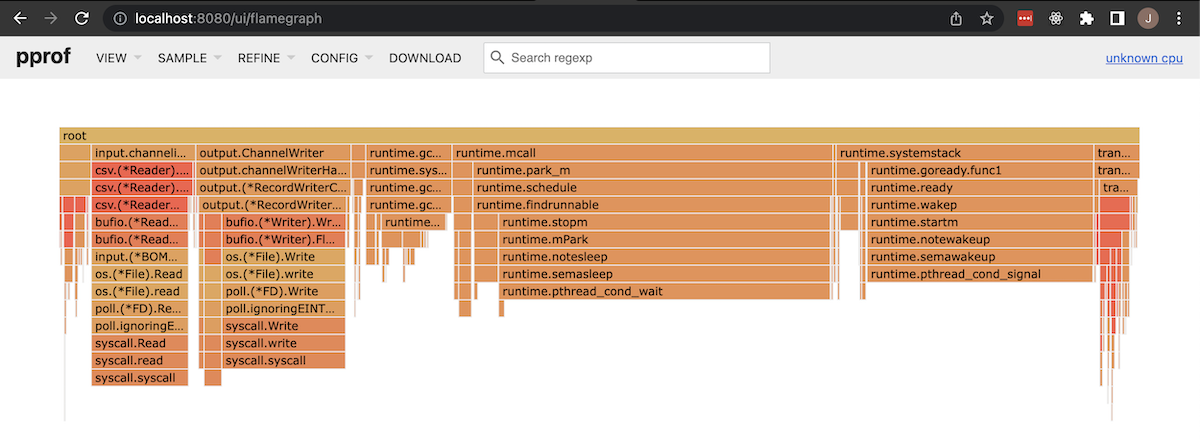 localhost:8080/ui/flamegraph
J
pprof VIEW SAMPLE REFINE CONFIG DOWNLOAD Search regexp unknown cpu
root
input.channeli... output.ChannelWriter runtime.gc... runtime.mcall runtime.systemstack tran...
csv.(*Reader).... output.channelWriterHa... runtime.sys... runtime.park_m runtime.goready.func1 tran...
csv.(*Reader).... output.(*RecordWriterC... runtime.gc... runtime.schedule runtime.ready tra...
csv.(*Reader... output.(*RecordWriter... runtime.gc... runtime.findrunnable runtime.wakep
bufio.(*Read... bufio.(*Writer).Wr... runtime... runtime.stopm runtime.startm
bufio.(*Read... bufio.(*Writer).Fl... runtime.mPark runtime.notewakeup
input.(*BOM... os.(*File).Write runtime.notesleep runtime.semawakeup
os.(*File).Read os.(*File).write runtime.semasleep runtime.pthread_cond_signal
os.(*File).read poll.(*FD).Write runtime.pthread_cond_wait
poll.(*FD).Re... poll.ignoringEINT...
poll.ignoringE... syscall.Write
syscall.Read syscall.write
syscall.read syscall.syscall
syscall.syscall